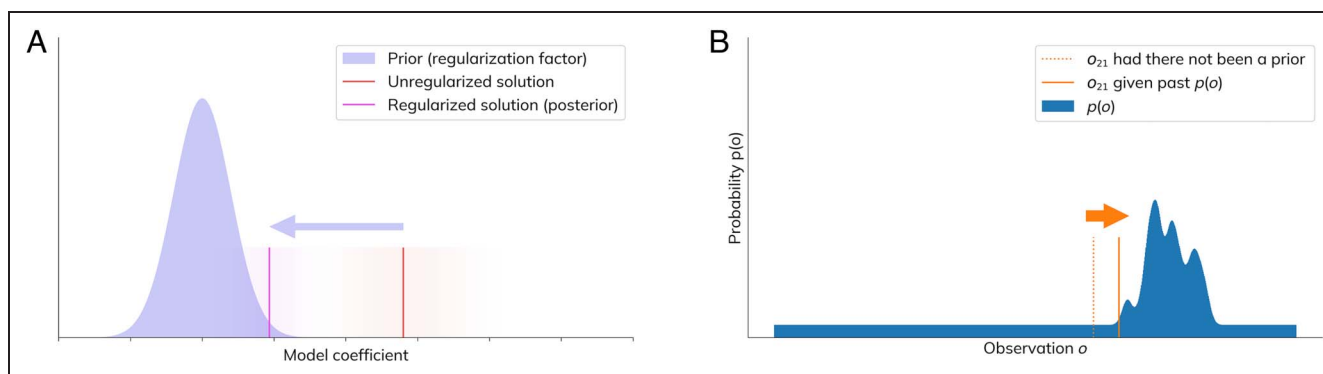 A
Prior (regularization factor)
Unregularized solution
Regularized solution (posterior)
Model coefficient
B
o₂₁ had there not been a prior
o₂₁ given past p(o)
p(o)
Probability p(o)
Observation o